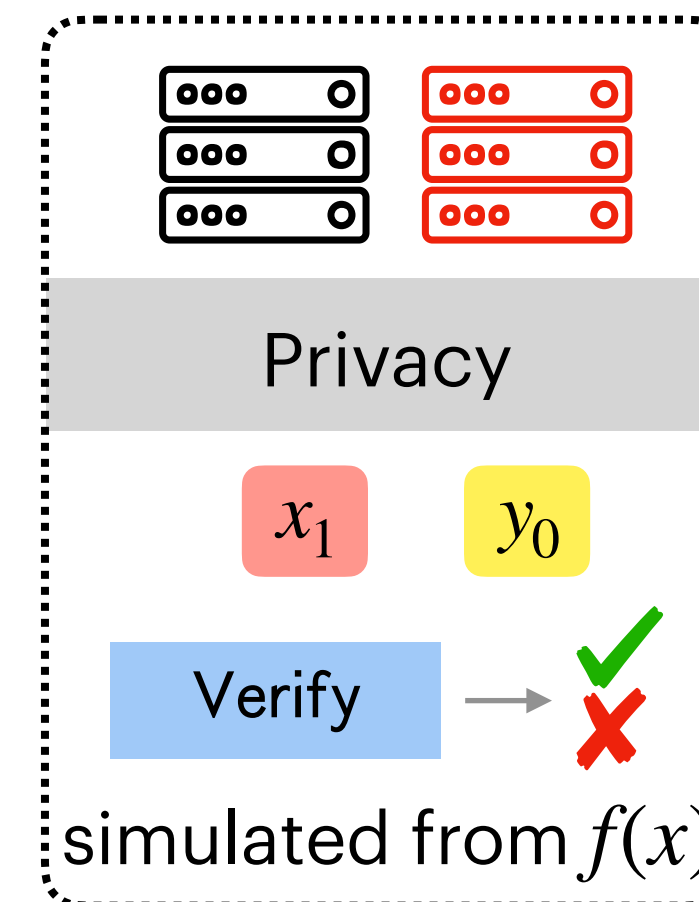 Privacy
x₁ y₀
Verify
simulated from f(x)